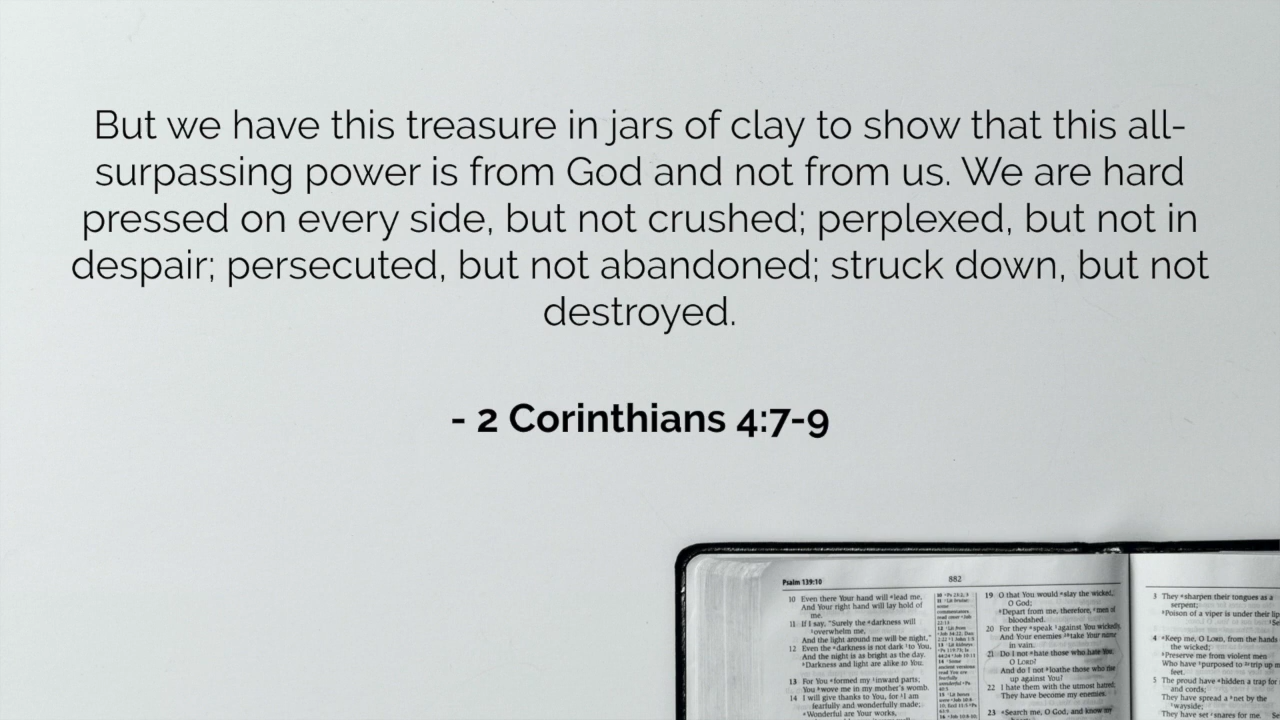 But we have this treasure in jars of clay to show that this all-
surpassing power is from God and not from us. We are hard
pressed on every side, but not crushed; perplexed, but not in
despair; persecuted, but not abandoned; struck down, but not
destroyed.
- 2 Corinthians 4:7-9
Psalm 139:10
882
10 Even there Your hand will lead me,
And Your right hand will lay hold of
me.
11 If I say, "Surely the darkness will
overwhelm me,
And the light around me will be night,"
12 Even the darkness is not dark to You,
And the night is as bright as the day.
Darkness and light are alike to You.
13 For You formed my inward parts;
You wove me in my mother's womb.
14 I will give thanks to You, for I am
fearfully and wonderfully made;
Wonderful are Your works,
19 O that You would slay the wicked,
O God;
Depart from me, therefore, men of
bloodshed.
20 For they speak against You wickedly,
And Your enemies take Your name
in vain.
21 Do I not hate those who hate You,
O LORD?
And do I not loathe those who rise
up against You?
22 I hate them with the utmost hatred;
They have become my enemies.
23 Search me, O God, and know my
3 They sharpen their tongues as a
serpent;
Poison of a viper is under their
4 Keep me, O LORD, from the hands
the wicked;
Preserve me from violent men
Who have purposed to trip up
feet.
5 The proud have hidden a trap for
and cords;
They have spread a net by the
wayside;
They have set snares for me.